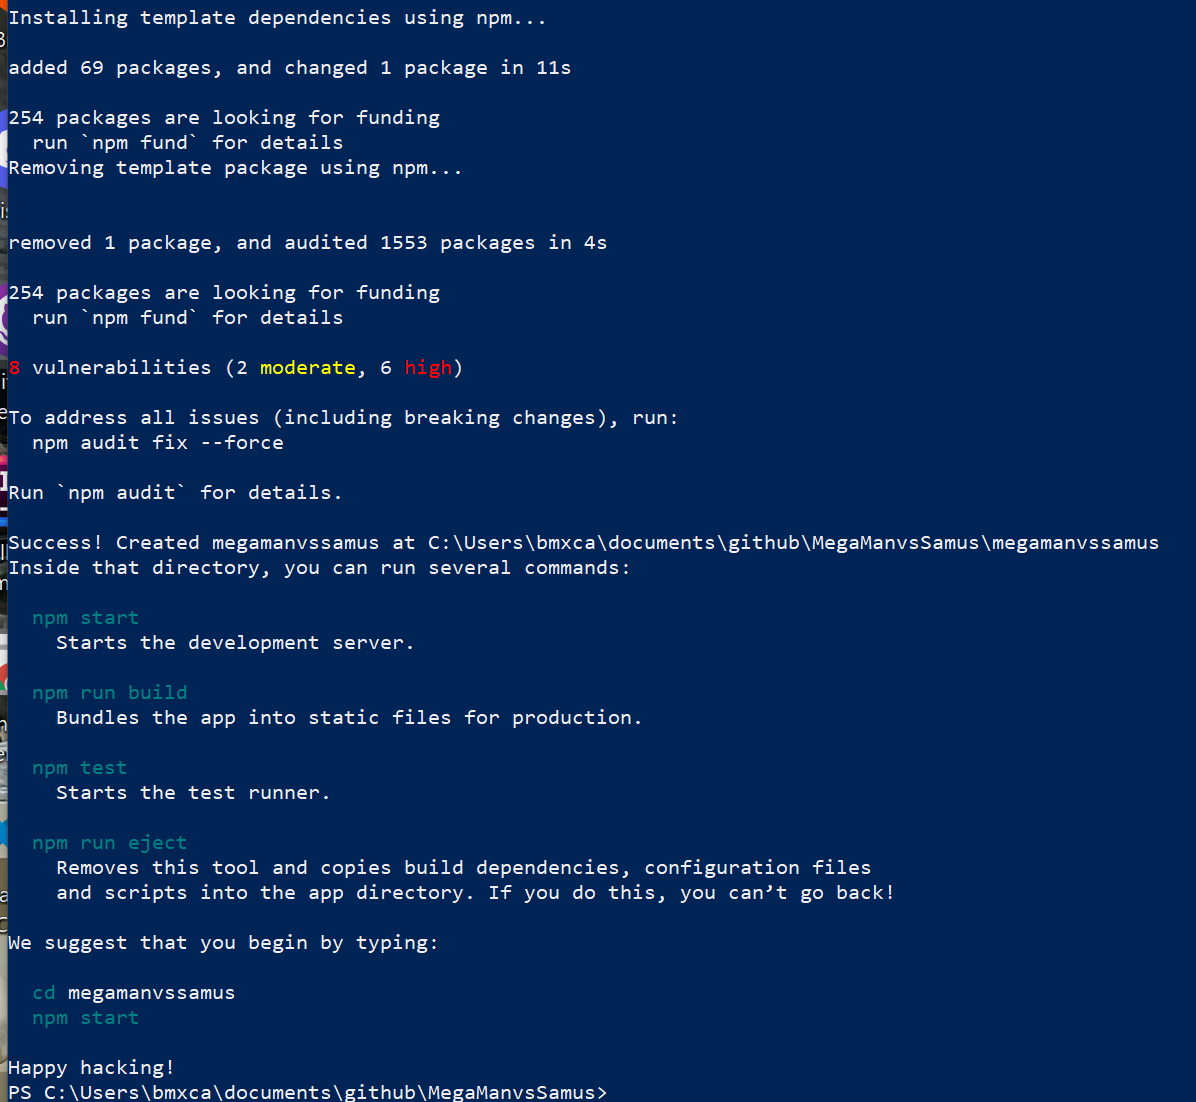 Installing template dependencies using npm...
added 69 packages, and changed 1 package in 11s
254 packages are looking for funding
run `npm fund` for details
Removing template package using npm...
removed 1 package, and audited 1553 packages in 4s
254 packages are looking for funding
run `npm fund` for details
8 vulnerabilities (2 moderate, 6 high)
To address all issues (including breaking changes), run:
npm audit fix --force
Run `npm audit` for details.
Success! Created megamanvssamus at C:\Users\bmxca\documents\github\MegaManvsSamus\megamanvssamus
Inside that directory, you can run several commands:
npm start
Starts the development server.
npm run build
Bundles the app into static files for production.
npm test
Starts the test runner.
npm run eject
Removes this tool and copies build dependencies, configuration files
and scripts into the app directory. If you do this, you can’t go back!
We suggest that you begin by typing:
cd megamanvssamus
npm start
Happy hacking!
PS C:\Users\bmxca\documents\github\MegaManvsSamus>